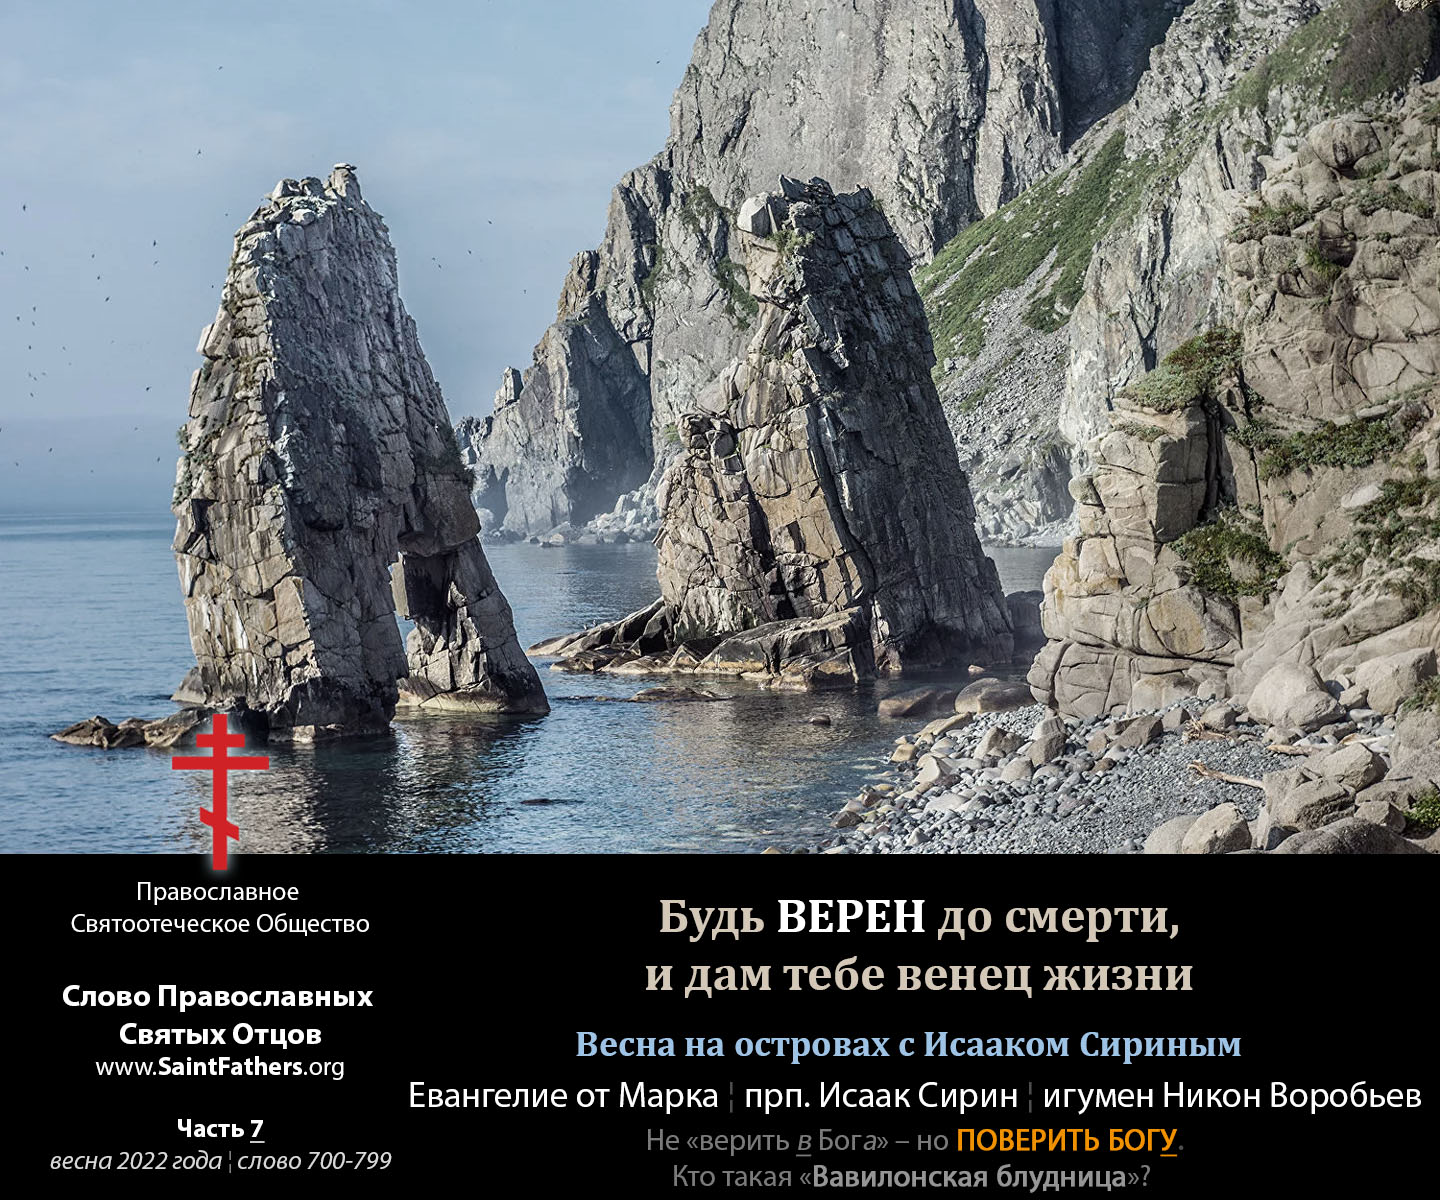 Православное
Святоотеческое Общество
Слово Православных
Святых Отцов
www.SaintFathers.org
Часть 7
весна 2022 года ¦ слово 700-799
Будь ВЕРЕН до смерти,
и дам тебе венец жизни
Весна на островах с Исааком Сириным
Евангелие от Марка ¦ прп. Исаак Сирин ¦ игумен Никон Воробьев
Не «верить в Бога» – но ПОВЕРИТЬ БОГУ.
Кто такая «Вавилонская блудница»?